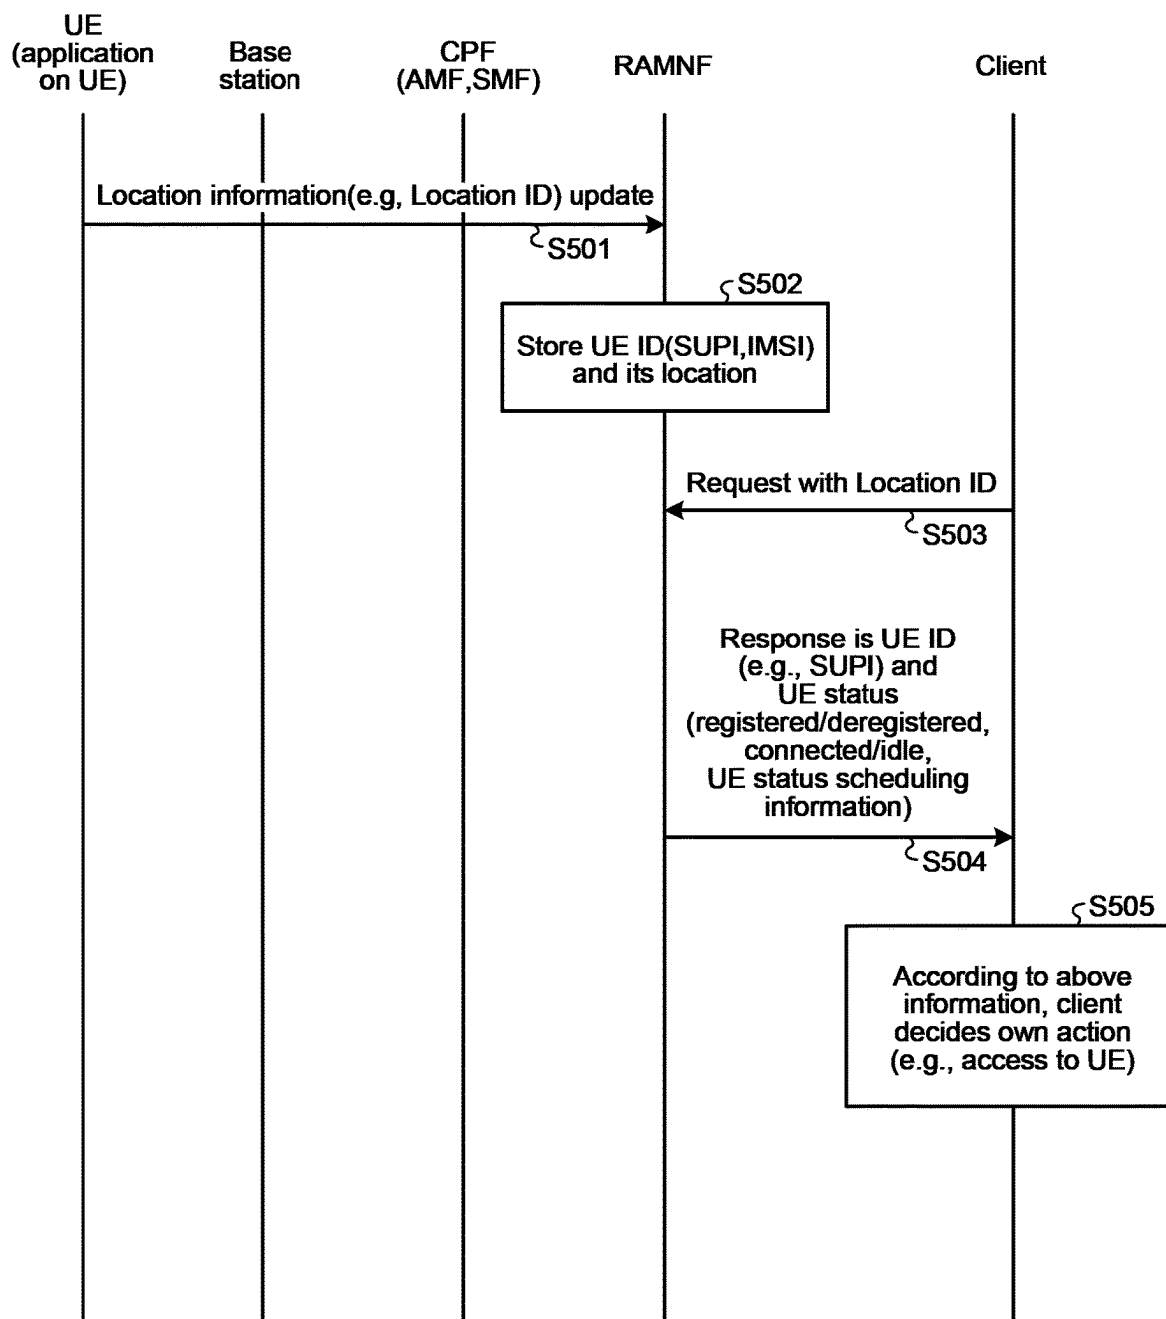 UE
(application
on UE)
Base
station
CPF
(AMF,SMF)
RAMNF
Client
Location information(e.g, Location ID) update
S501
S502
Store UE ID(SUPI,IMSI)
and its location
Request with Location ID
S503
Response is UE ID
(e.g., SUPI) and
UE status
(registered/deregistered,
connected/idle,
UE status scheduling
information)
S504
S505
According to above
information, client
decides own action
(e.g., access to UE)